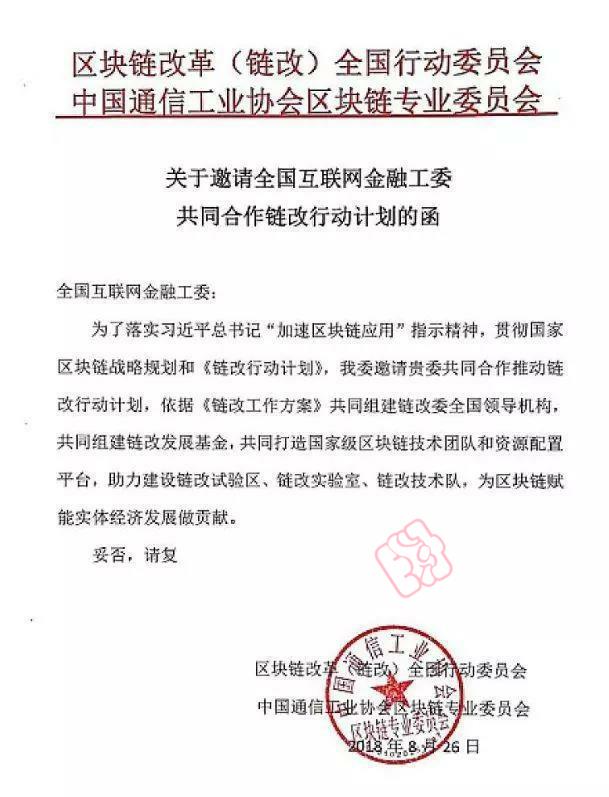 区块链改革（链改）全国行动委员会
中国通信工业协会区块链专业委员会
关于邀请全国互联网金融工委
共同合作链改行动计划的函
全国互联网金融工委：
为了落实习近平总书记“加速区块链应用”指示精神，贯彻国家
区块链战略规划和《链改行动计划》，我委邀请贵委共同合作推动链
改行动计划，依据《链改工作方案》共同组建链改委全国领导机构，
共同组建链改发展基金，共同打造国家级区块链技术团队和资源配置
平台，助力建设链改试验区、链改实验室、链改技术队，为区块链赋
能实体经济发展做贡献。
妥否，请复
区块链改革（链改）全国行动委员会
中国通信工业协会区块链专业委员会
2018年8月26日
中国通信工业协会
区块链专业委员会